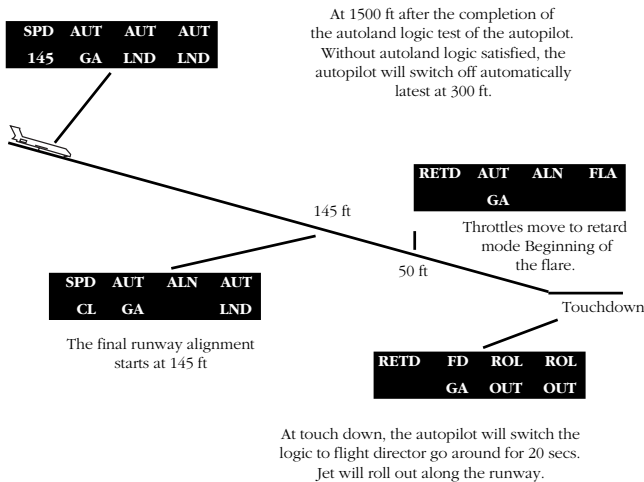 SPD AUT AUT AUT
145 GA LND LND
At 1500 ft after the completion of
the autoland logic test of the autopilot.
Without autoland logic satisfied, the
autopilot will switch off automatically
latest at 300 ft.
RETD AUT ALN FLA
GA
145 ft
Throttles move to retard
mode Beginning of
the flare.
50 ft
SPD AUT ALN AUT
CL GA LND
Touchdown
The final runway alignment
starts at 145 ft
RETD FD ROL ROL
GA OUT OUT
At touch down, the autopilot will switch the
logic to flight director go around for 20 secs.
Jet will roll out along the runway.